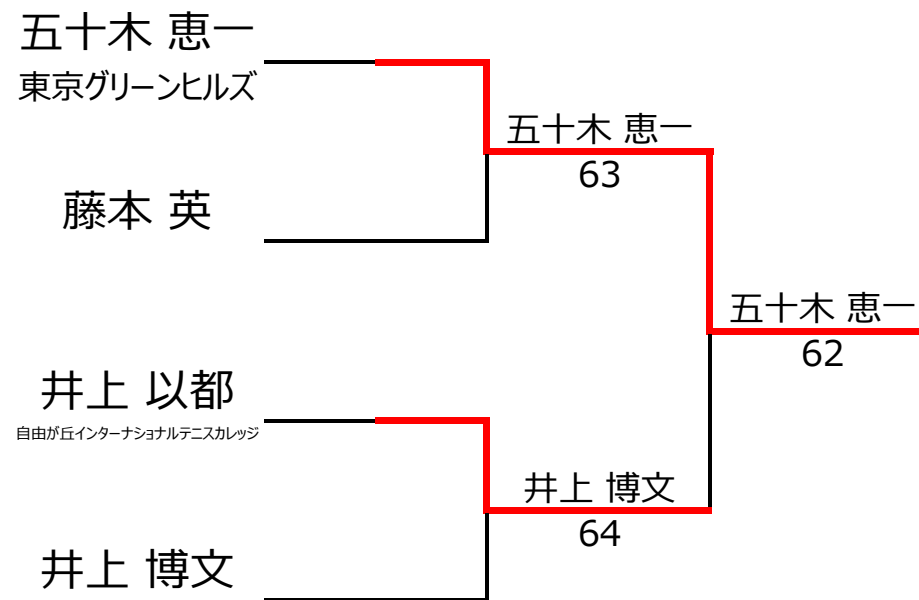 五十木 恵一
東京グリーンヒルズ
五十木 恵一
63
藤本 英
五十木 恵一
62
井上 以都
自由が丘インターナショナルテニスカレッジ
井上 博文
64
井上 博文